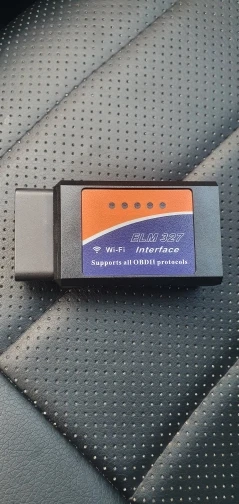 ELM 327
Wi-Fi Interface
Supports all OBDII protocols